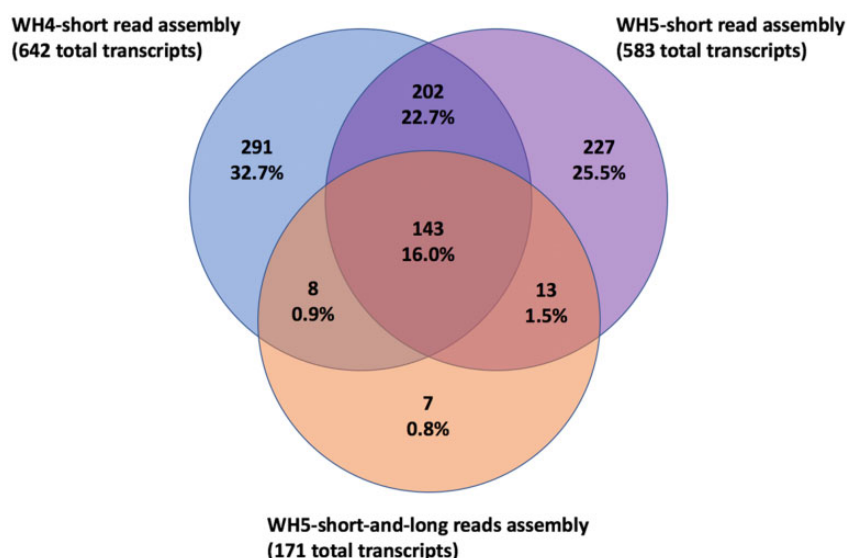 WH4-short read assembly
(642 total transcripts)
WH5-short read assembly
(583 total transcripts)
202
22.7%
291
32.7%
227
25.5%
143
16.0%
8
0.9%
13
1.5%
7
0.8%
WH5-short-and-long reads assembly
(171 total transcripts)